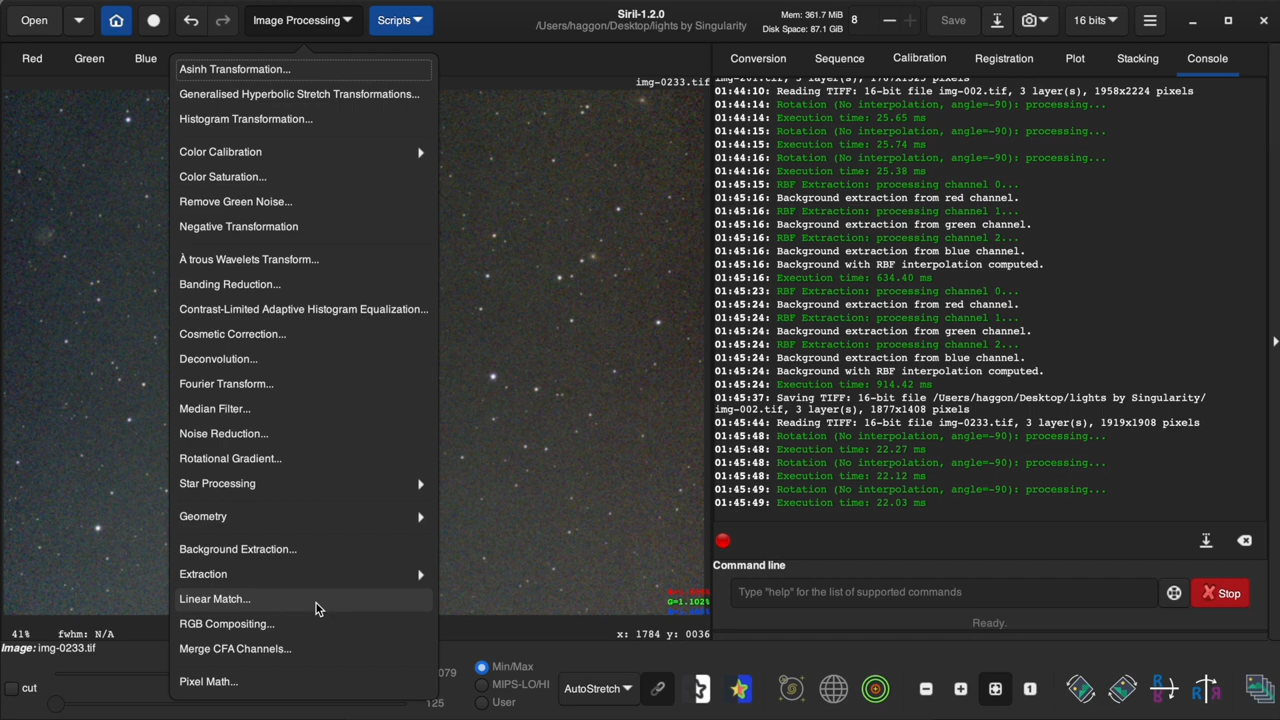 Open
Image Processing
Scripts
Siril-1.2.0
/Users/haggon/Desktop/lights by Singularity
Mem: 361.7 MiB
Disk Space: 87.1 GiB
8
Save
16 bits
Red
Green
Blue
Conversion
Sequence
Calibration
Registration
Plot
Stacking
Console
img-0233.tif
Asinh Transformation...
Generalised Hyperbolic Stretch Transformations...
Histogram Transformation...
Color Calibration
Color Saturation...
Remove Green Noise...
Negative Transformation
À trous Wavelets Transform...
Banding Reduction...
Contrast-Limited Adaptive Histogram Equalization...
Cosmetic Correction...
Deconvolution...
Fourier Transform...
Median Filter...
Noise Reduction...
Rotational Gradient...
Star Processing
Geometry
Background Extraction...
Extraction
Linear Match...
RGB Compositing...
Merge CFA Channels...
Pixel Math...
01:44:10: Reading TIFF: 16-bit file img-002.tif, 3 layer(s), 1958x2224 pixels
01:44:14: Rotation (No interpolation, angle=-90): processing...
01:44:14: Execution time: 25.65 ms
01:44:15: Rotation (No interpolation, angle=-90): processing...
01:44:15: Execution time: 25.74 ms
01:44:16: Rotation (No interpolation, angle=-90): processing...
01:44:16: Execution time: 25.38 ms
01:45:15: RBF Extraction: processing channel 0...
01:45:16: Background extraction from red channel.
01:45:16: RBF Extraction: processing channel 1...
01:45:16: Background extraction from green channel.
01:45:16: RBF Extraction: processing channel 2...
01:45:16: Background extraction from blue channel.
01:45:16: Background with RBF interpolation computed.
01:45:16: Execution time: 634.40 ms
01:45:23: RBF Extraction: processing channel 0...
01:45:24: Background extraction from red channel.
01:45:24: RBF Extraction: processing channel 1...
01:45:24: Background extraction from green channel.
01:45:24: RBF Extraction: processing channel 2...
01:45:24: Background extraction from blue channel.
01:45:24: Background with RBF interpolation computed.
01:45:24: Execution time: 914.42 ms
01:45:37: Saving TIFF: 16-bit file /Users/haggon/Desktop/lights by Singularity/
img-002.tif, 3 layer(s), 1877x1408 pixels
01:45:44: Reading TIFF: 16-bit file img-0233.tif, 3 layer(s), 1919x1908 pixels
01:45:48: Rotation (No interpolation, angle=-90): processing...
01:45:48: Execution time: 22.27 ms
01:45:48: Rotation (No interpolation, angle=-90): processing...
01:45:48: Execution time: 22.12 ms
01:45:49: Rotation (No interpolation, angle=-90): processing...
01:45:49: Execution time: 22.03 ms
Command line
Type "help" for the list of supported commands
Stop
Ready.
G=1.102%
41%
fwhm: N/A
x: 1784 y: 0036
Image: img-0233.tif
cut
079
125
Min/Max
MIPS-LO/HI
User
AutoStretch
1
R
R
R R